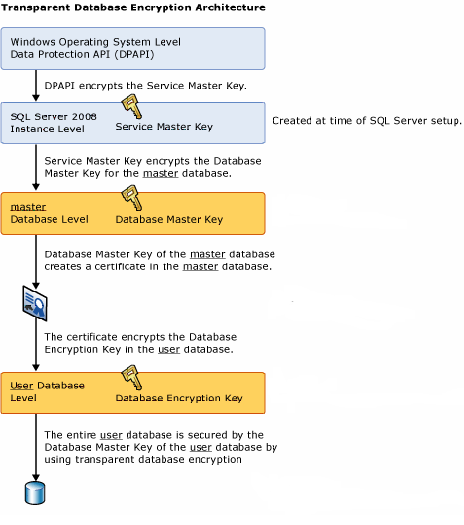 Transparent Database Encryption Architecture
Windows Operating System Level
Data Protection API (DPAPI)
DPAPI encrypts the Service Master Key.
SQL Server 2008
Instance Level
Service Master Key
Created at time of SQL Server setup.
Service Master Key encrypts the Database
Master Key for the master database.
master
Database Level
Database Master Key
Database Master Key of the master database
creates a certificate in the master database.
The certificate encrypts the Database
Encryption Key in the user database.
User Database
Level
Database Encryption Key
The entire user database is secured by the
Database Master Key of the user database by
using transparent database encryption